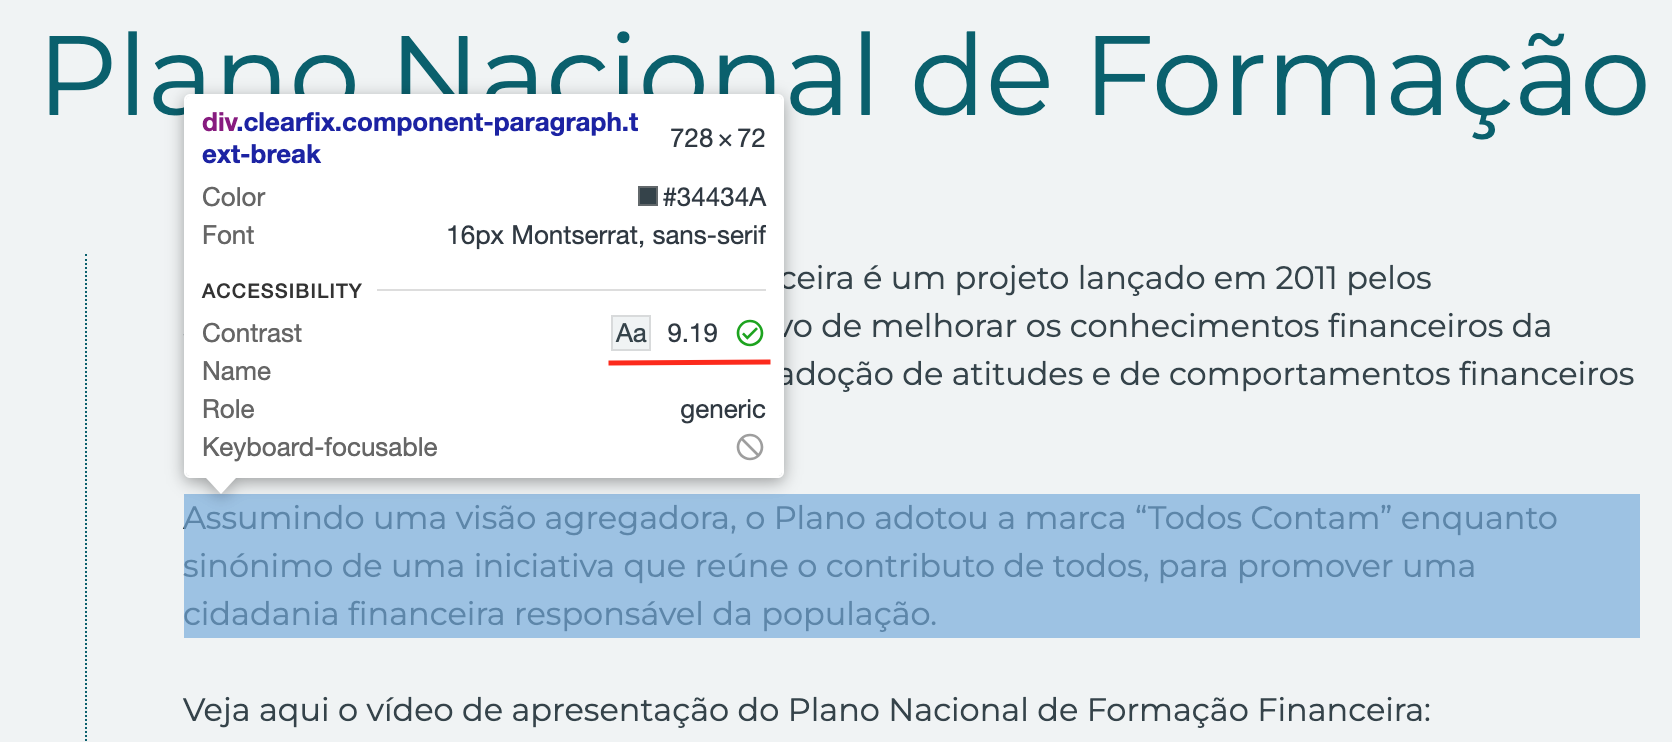 Plano Nacional de Formação
div.clearfix.component-paragraph.t
ext-break
728 × 72
Color #34434A
Font 16px Montserrat, sans-serif
ACCESSIBILITY
Contrast Aa 9.19
Name
Role generic
Keyboard-focusable
ceira é um projeto lançado em 2011 pelos
vo de melhorar os conhecimentos financeiros da
adoção de atitudes e de comportamentos financeiros
Assumindo uma visão agregadora, o Plano adotou a marca “Todos Contam” enquanto
sinónimo de uma iniciativa que reúne o contributo de todos, para promover uma
cidadania financeira responsável da população.
Veja aqui o vídeo de apresentação do Plano Nacional de Formação Financeira: